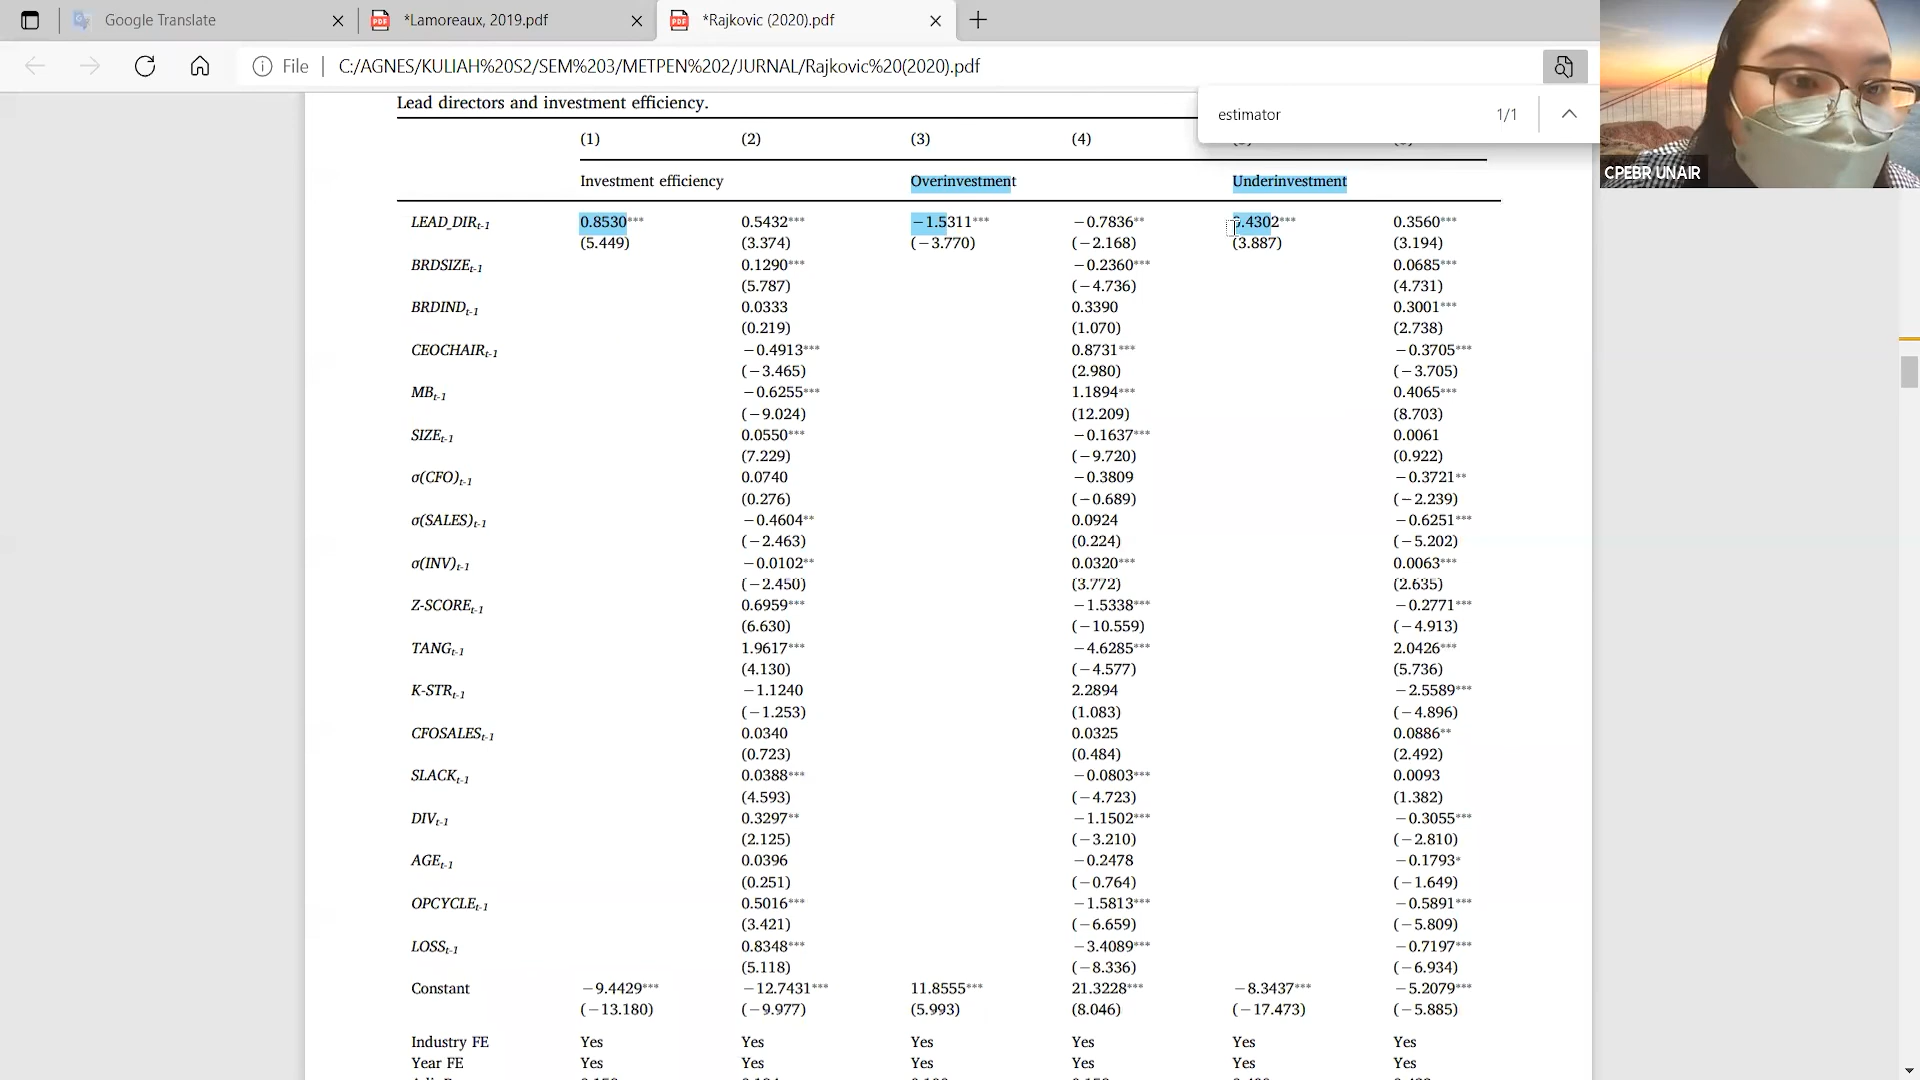 Google Translate
*Lamoreaux, 2019.pdf
*Rajkovic (2020).pdf
File C:/AGNES/KULIAH%20S2/SEM%203/METPEN%202/JURNAL/Rajkovic%20(2020).pdf
estimator 1/1
CPEBR UNAIR
Lead directors and investment efficiency.
(1) (2) (3) (4)
Investment efficiency Overinvestment Underinvestment
LEAD_DIRt-1 0.8530*** 0.5432*** −1.5311*** −0.7836** 0.4302*** 0.3560***
(5.449) (3.374) (−3.770) (−2.168) (3.887) (3.194)
BRDSIZEt-1 0.1290*** −0.2360*** 0.0685***
(5.787) (−4.736) (4.731)
BRDINDt-1 0.0333 0.3390 0.3001***
(0.219) (1.070) (2.738)
CEOCHAIRt-1 −0.4913*** 0.8731*** −0.3705***
(−3.465) (2.980) (−3.705)
MBt-1 −0.6255*** 1.1894*** 0.4065***
(−9.024) (12.209) (8.703)
SIZEt-1 0.0550*** −0.1637*** 0.0061
(7.229) (−9.720) (0.922)
σ(CFO)t-1 0.0740 −0.3809 −0.3721**
(0.276) (−0.689) (−2.239)
σ(SALES)t-1 −0.4604** 0.0924 −0.6251***
(−2.463) (0.224) (−5.202)
σ(INV)t-1 −0.0102** 0.0320*** 0.0063***
(−2.450) (3.772) (2.635)
Z-SCOREt-1 0.6959*** −1.5338*** −0.2771***
(6.630) (−10.559) (−4.913)
TANGt-1 1.9617*** −4.6285*** 2.0426***
(4.130) (−4.577) (5.736)
K-STRt-1 −1.1240 2.2894 −2.5589***
(−1.253) (1.083) (−4.896)
CFOSALESt-1 0.0340 0.0325 0.0886**
(0.723) (0.484) (2.492)
SLACKt-1 0.0388*** −0.0803*** 0.0093
(4.593) (−4.723) (1.382)
DIVt-1 0.3297** −1.1502*** −0.3055***
(2.125) (−3.210) (−2.810)
AGEt-1 0.0396 −0.2478 −0.1793*
(0.251) (−0.764) (−1.649)
OPCYCLEt-1 0.5016*** −1.5813*** −0.5891***
(3.421) (−6.659) (−5.809)
LOSSt-1 0.8348*** −3.4089*** −0.7197***
(5.118) (−8.336) (−6.934)
Constant −9.4429*** −12.7431*** 11.8555*** 21.3228*** −8.3437*** −5.2079***
(−13.180) (−9.977) (5.993) (8.046) (−17.473) (−5.885)
Industry FE Yes Yes Yes Yes Yes Yes
Year FE Yes Yes Yes Yes Yes Yes